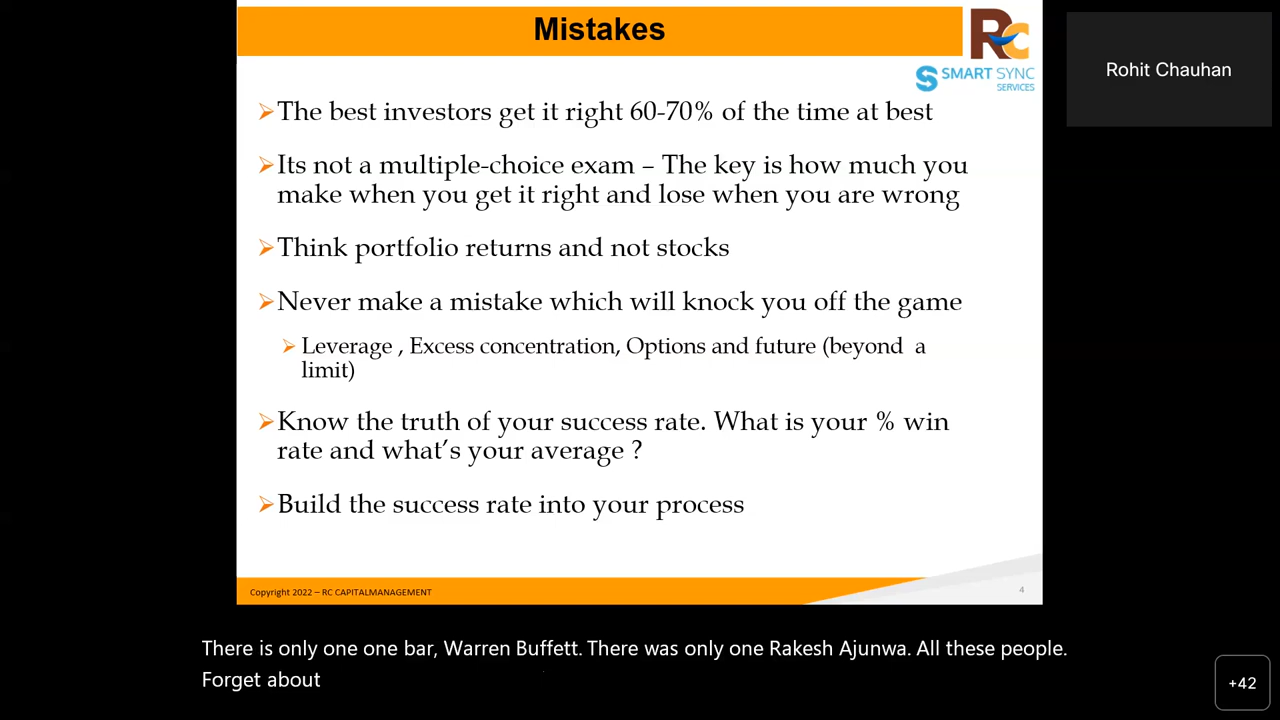 Mistakes
Rc
SMART SYNC
SERVICES
Rohit Chauhan
The best investors get it right 60-70% of the time at best
Its not a multiple-choice exam – The key is how much you
make when you get it right and lose when you are wrong
Think portfolio returns and not stocks
Never make a mistake which will knock you off the game
Leverage , Excess concentration, Options and future (beyond a
limit)
Know the truth of your success rate. What is your % win
rate and what’s your average ?
Build the success rate into your process
Copyright 2022 – RC CAPITALMANAGEMENT
4
There is only one one bar, Warren Buffett. There was only one Rakesh Ajunwa. All these people.
Forget about
+42